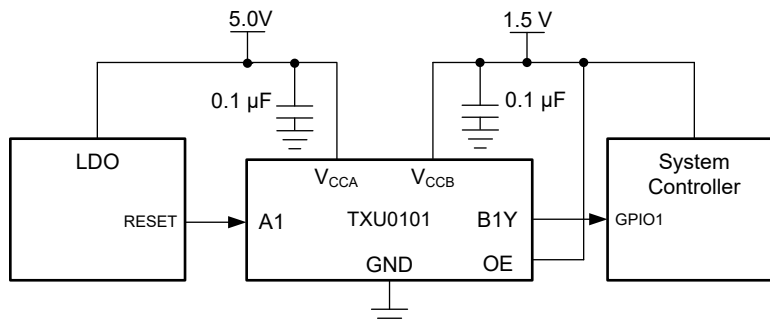 5.0V
1.5 V
0.1 µF
0.1 µF
LDO
RESET
VCCA
VCCB
A1
TXU0101
B1Y
GND
OE
System
Controller
GPIO1